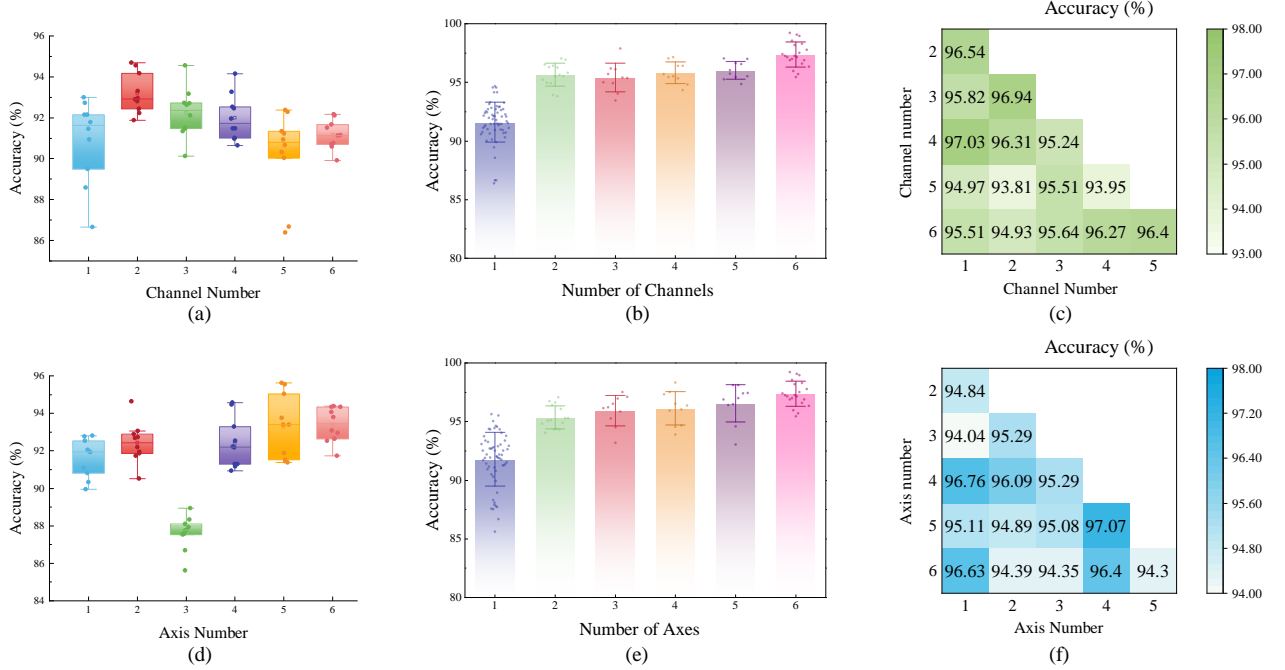 96
94
92
90
88
86
Accuracy (%)
1 2 3 4 5 6
Channel Number
(a)
100
95
90
85
80
Accuracy (%)
1 2 3 4 5 6
Number of Channels
(b)
Accuracy (%)
Channel number
2 96.54
3 95.82 96.94
4 97.03 96.31 95.24
5 94.97 93.81 95.51 93.95
6 95.51 94.93 95.64 96.27 96.4
1 2 3 4 5
Channel Number
98.00
97.00
96.00
95.00
94.00
93.00
(c)
96
94
92
90
88
86
84
Accuracy (%)
1 2 3 4 5 6
Axis Number
(d)
100
95
90
85
80
Accuracy (%)
1 2 3 4 5 6
Number of Axes
(e)
Accuracy (%)
Axis number
2 94.84
3 94.04 95.29
4 96.76 96.09 95.29
5 95.11 94.89 95.08 97.07
6 96.63 94.39 94.35 96.4 94.3
1 2 3 4 5
Axis Number
98.00
97.20
96.40
95.60
94.80
94.00
(f)